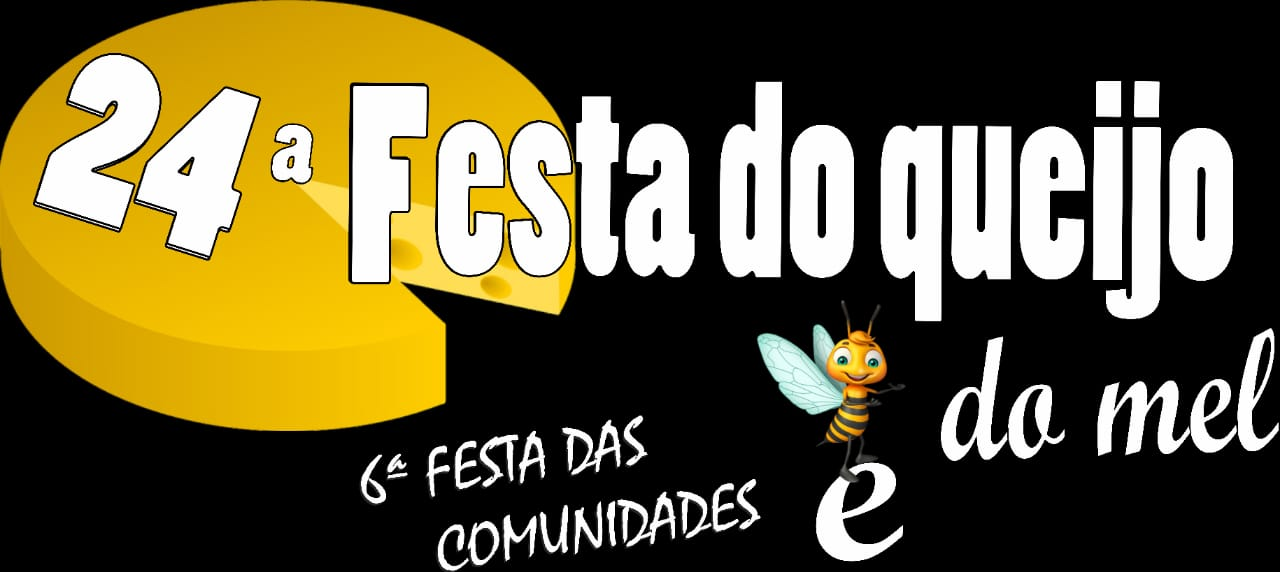 24ª Festa do queijo
e do mel
6ª FESTA DAS
COMUNIDADES